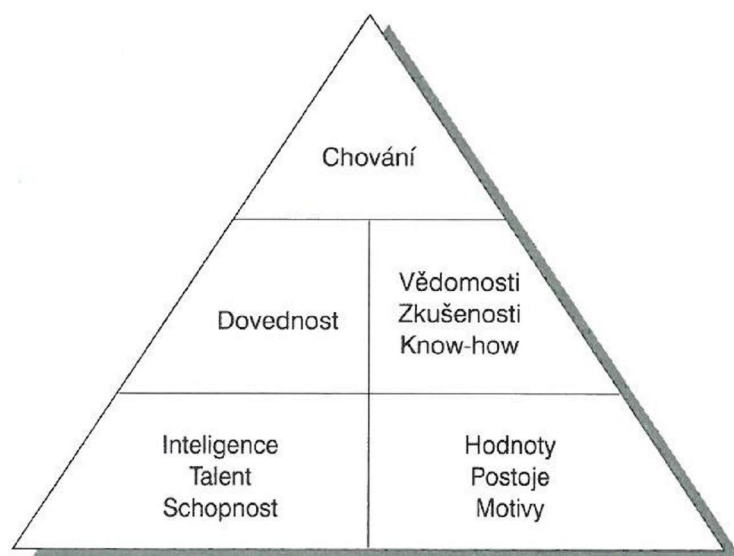 Chování
Dovednost
Vědomosti
Zkušenosti
Know-how
Inteligence
Talent
Schopnost
Hodnoty
Postoje
Motivy